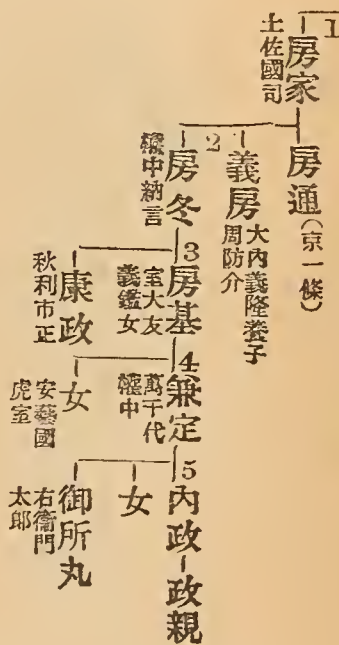 1
房家
土佐國司
房通(京一條)
義房
大内義隆養子
周防介
2
房冬
權中納言
3
房基
室大友
義鑑女
康政
秋利市正
4
兼定
萬千代
權中
女
安藝國
虎室
5
內政-政親
女
御所丸
右衞門
太郎